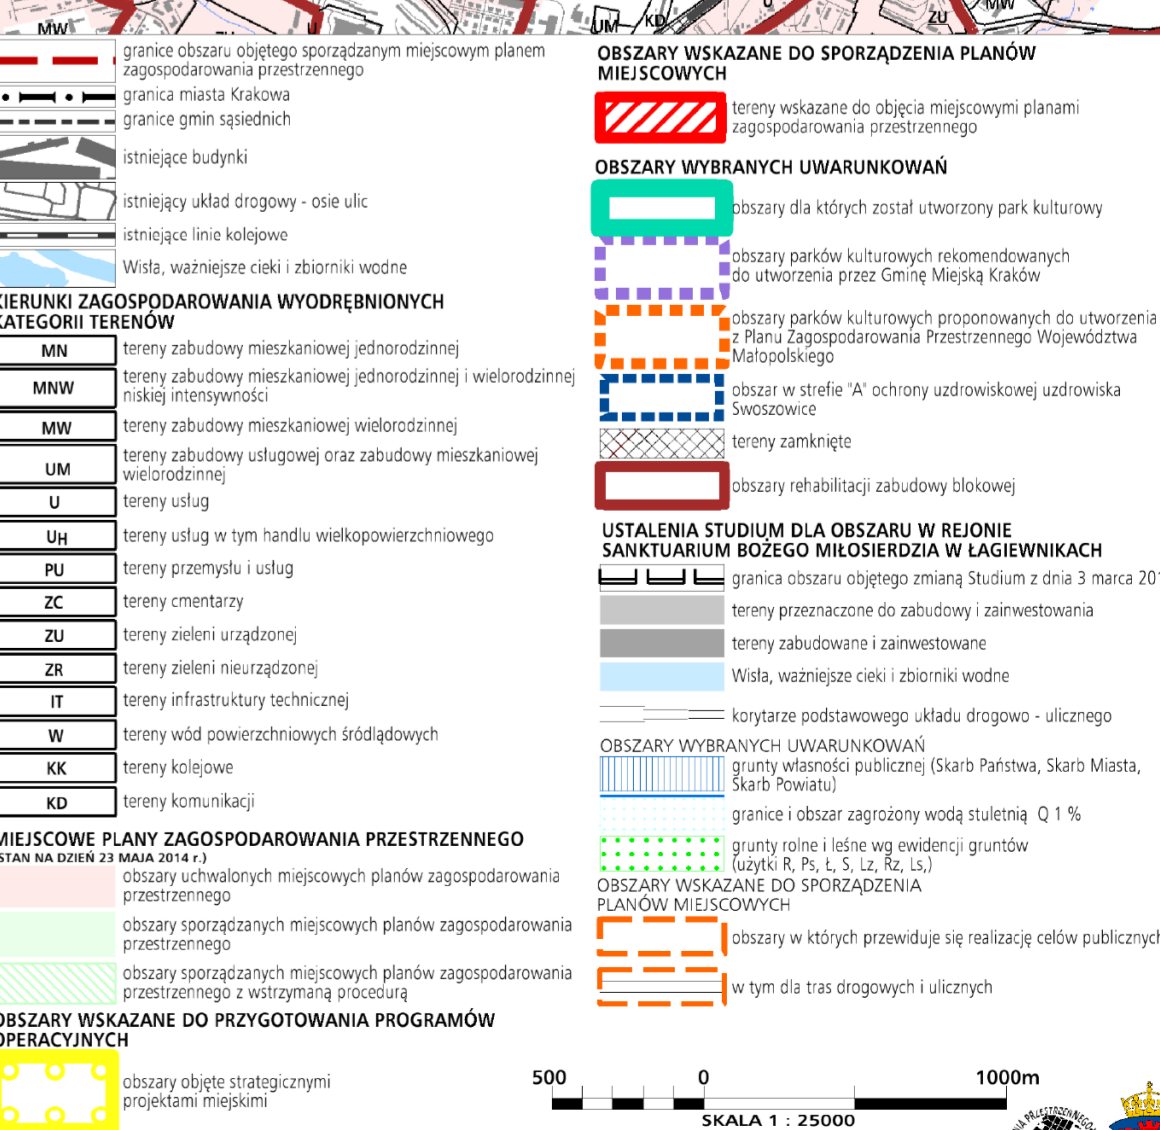 MW
U
UM
KD
U
ZU
MW
granice obszaru objętego sporządzanym miejscowym planem
zagospodarowania przestrzennego
granica miasta Krakowa
granice gmin sąsiednich
istniejące budynki
istniejący układ drogowy - osie ulic
istniejące linie kolejowe
Wisła, ważniejsze cieki i zbiorniki wodne
KIERUNKI ZAGOSPODAROWANIA WYODRĘBNIONYCH
KATEGORII TERENÓW
MN tereny zabudowy mieszkaniowej jednorodzinnej
MNW tereny zabudowy mieszkaniowej jednorodzinnej i wielorodzinnej
niskiej intensywności
MW tereny zabudowy mieszkaniowej wielorodzinnej
UM tereny zabudowy usługowej oraz zabudowy mieszkaniowej
wielorodzinnej
U tereny usług
UH tereny usług w tym handlu wielkopowierzchniowego
PU tereny przemysłu i usług
ZC tereny cmentarzy
ZU tereny zieleni urządzonej
ZR tereny zieleni nieurządzonej
IT tereny infrastruktury technicznej
W tereny wód powierzchniowych śródlądowych
KK tereny kolejowe
KD tereny komunikacji
MIEJSCOWE PLANY ZAGOSPODAROWANIA PRZESTRZENNEGO
(STAN NA DZIEŃ 23 MAJA 2014 r.)
obszary uchwalonych miejscowych planów zagospodarowania
przestrzennego
obszary sporządzanych miejscowych planów zagospodarowania
przestrzennego
obszary sporządzanych miejscowych planów zagospodarowania
przestrzennego z wstrzymaną procedurą
OBSZARY WSKAZANE DO PRZYGOTOWANIA PROGRAMÓW
OPERACYJNYCH
obszary objęte strategicznymi
projektami miejskimi
OBSZARY WSKAZANE DO SPORZĄDZENIA PLANÓW
MIEJSCOWYCH
tereny wskazane do objęcia miejscowymi planami
zagospodarowania przestrzennego
OBSZARY WYBRANYCH UWARUNKOWAŃ
obszary dla których został utworzony park kulturowy
obszary parków kulturowych rekomendowanych
do utworzenia przez Gminę Miejską Kraków
obszary parków kulturowych proponowanych do utworzenia
z Planu Zagospodarowania Przestrzennego Województwa
Małopolskiego
obszar w strefie "A" ochrony uzdrowiskowej uzdrowiska
Swoszowice
tereny zamknięte
obszary rehabilitacji zabudowy blokowej
USTALENIA STUDIUM DLA OBSZARU W REJONIE
SANKTUARIUM BOŻEGO MIŁOSIERDZIA W ŁAGIEWNIKACH
granica obszaru objętego zmianą Studium z dnia 3 marca 201
tereny przeznaczone do zabudowy i zainwestowania
tereny zabudowane i zainwestowane
Wisła, ważniejsze cieki i zbiorniki wodne
korytarze podstawowego układu drogowo - ulicznego
OBSZARY WYBRANYCH UWARUNKOWAŃ
grunty własności publicznej (Skarb Państwa, Skarb Miasta,
Skarb Powiatu)
granice i obszar zagrożony wodą stuletnią Q 1 %
grunty rolne i leśne wg ewidencji gruntów
(użytki R, Ps, Ł, S, Lz, Rz, Ls,)
OBSZARY WSKAZANE DO SPORZĄDZENIA
PLANÓW MIEJSCOWYCH
obszary w których przewiduje się realizację celów publicznych
w tym dla tras drogowych i ulicznych
500 0 1000m
SKALA 1 : 25000